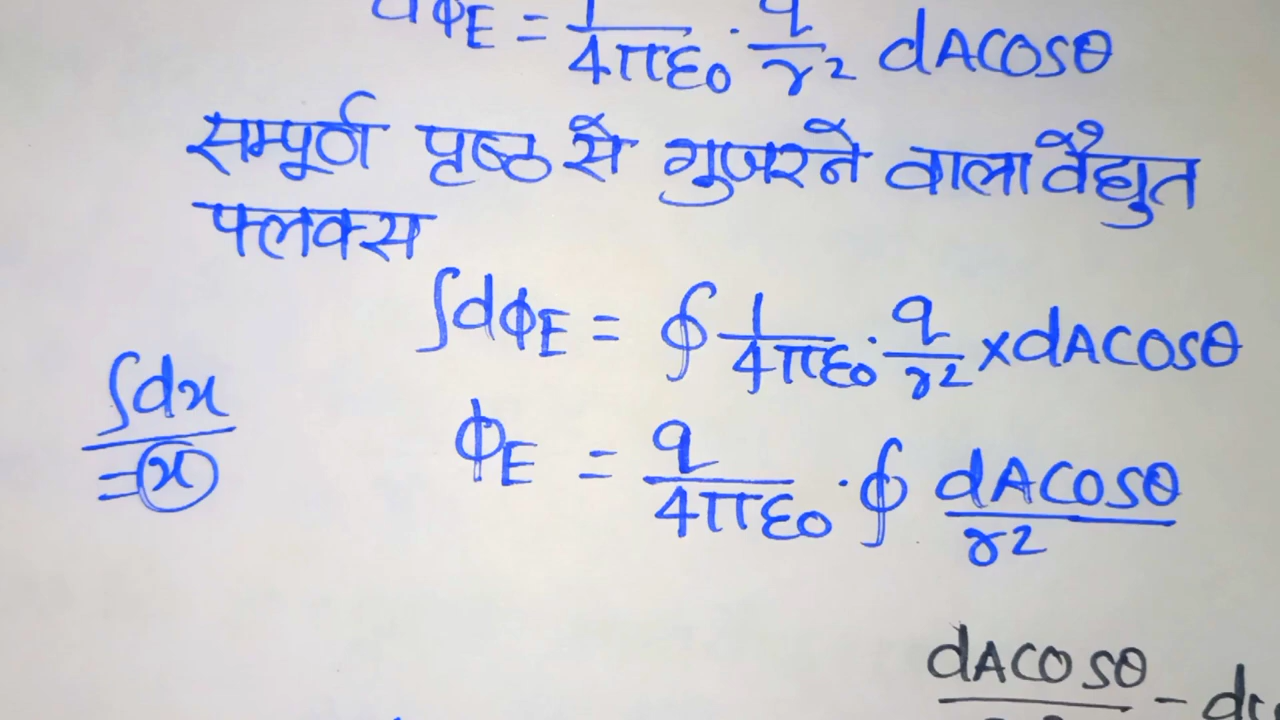 dΦE = 1/4πε0 · q/r² dACosθ
सम्पूर्ण पृष्ठ से गुजरने वाला वैद्युत
फ्लक्स
∫dΦE = ∮ 1/4πε0 · q/r² × dACosθ
∫dx
= x
ΦE = q/4πε0 · ∮ dACosθ/r²
dACosθ